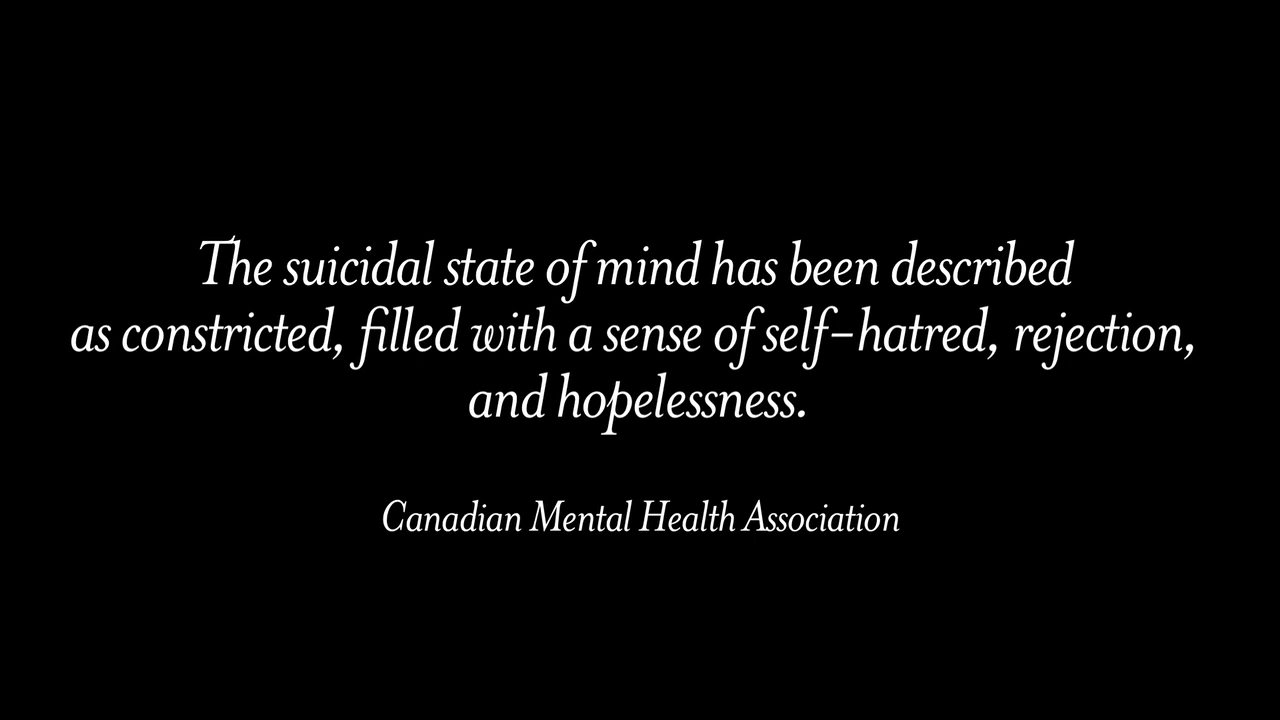 The suicidal state of mind has been described
as constricted, filled with a sense of self-hatred, rejection,
and hopelessness.
Canadian Mental Health Association